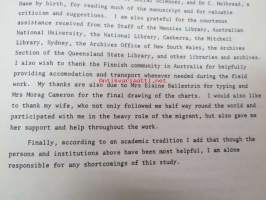 Dane by birth, for reading much of the manuscript and for valuable
criticism and suggestions. I am also grateful for the courteous
assistance received from the Staff of the Menzies Library, Australian
National University, the National Library, Canberra, the Mitchell
Library, Sydney, the Archives Office of New South Wales, the Archives
Section of the Queensland State Library, and other libraries and archives.
I also wish to thank the Finnish community in Australia for helpfully
providing accomodation and transport whenever needed during the field
work. My thanks are also due to Mrs Elaine Sallestrin for typing and
Mrs Morag Cameron for the final drawing of the charts. I would also like
to thank my wife, who not only followed me half way round the world and
participated with me in the heavy role of the migrant, but also gave me
her support and help throughout the work.
Finally, according to an academic tradition I add that though the
persons and institutions above have been most helpful, I am alone
responsible for any shortcomings of this study.